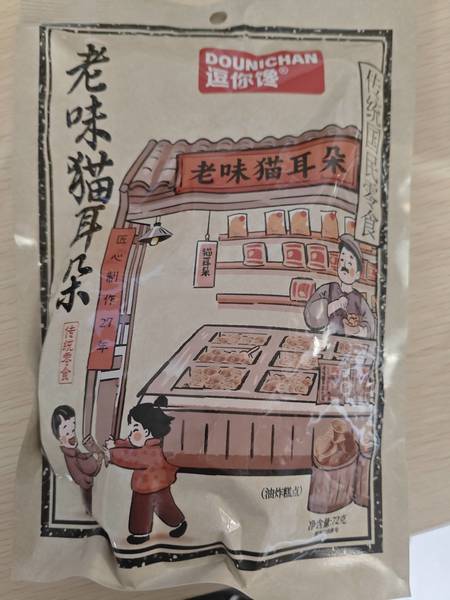 DOUNICHAN
逗你馋®
老味猫耳朵
传统国民零食
老味猫耳朵
猫耳朵
匠心制作27年
传统零食
(油炸糕点)
净含量:72克